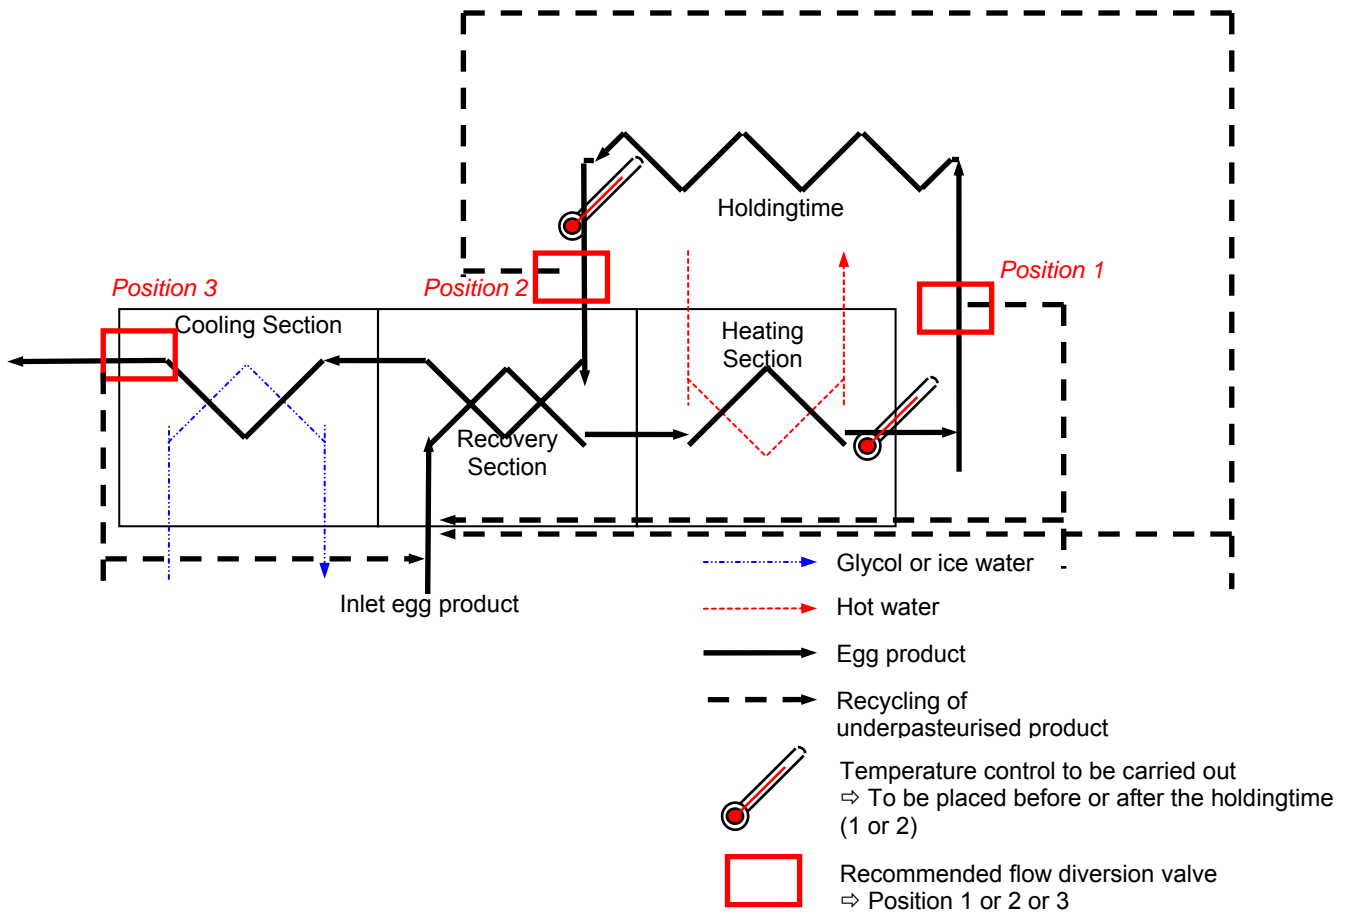 Holdingtime
Position 1
Position 3
Position 2
Cooling Section
Heating
Section
Recovery
Section
Inlet egg product
Glycol or ice water
Hot water
Egg product
Recycling of
underpasteurised product
Temperature control to be carried out
⇨ To be placed before or after the holdingtime
(1 or 2)
Recommended flow diversion valve
⇨ Position 1 or 2 or 3